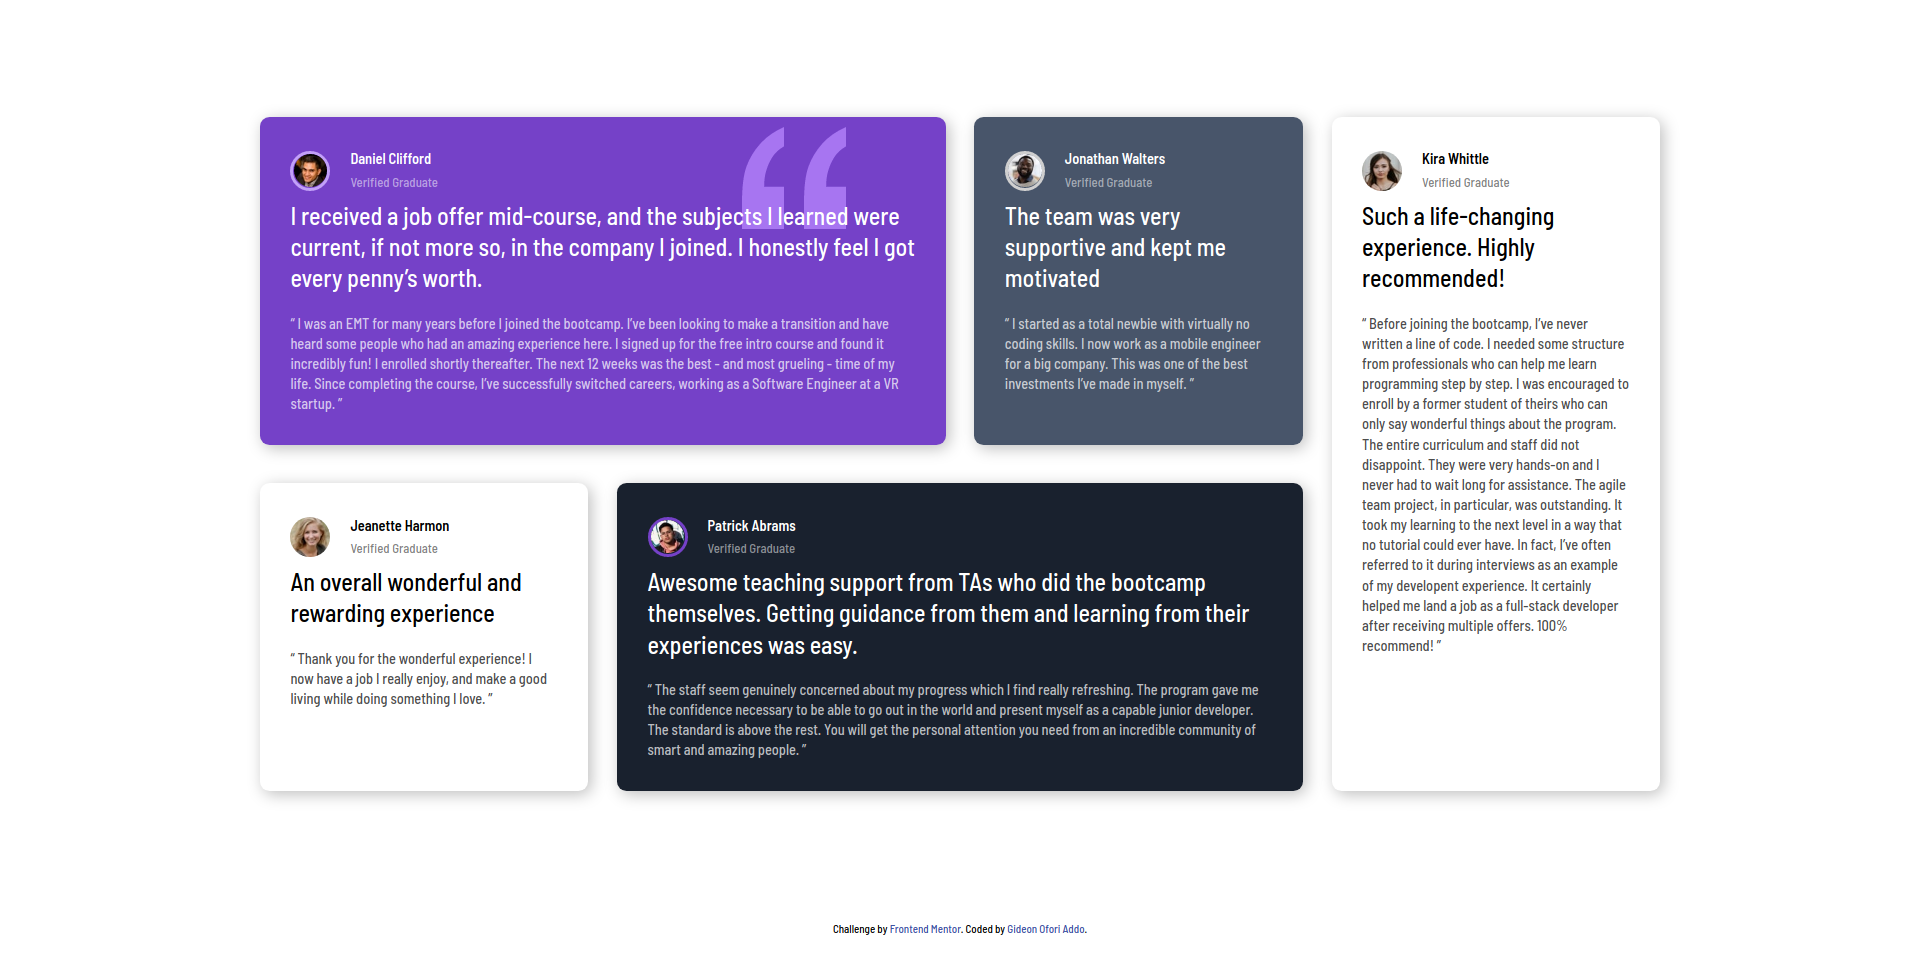 Daniel Clifford
Verified Graduate
I received a job offer mid-course, and the subjects I learned were
current, if not more so, in the company I joined. I honestly feel I got
every penny’s worth.
“ I was an EMT for many years before I joined the bootcamp. I’ve been looking to make a transition and have
heard some people who had an amazing experience here. I signed up for the free intro course and found it
incredibly fun! I enrolled shortly thereafter. The next 12 weeks was the best - and most grueling - time of my
life. Since completing the course, I’ve successfully switched careers, working as a Software Engineer at a VR
startup. ”
Jonathan Walters
Verified Graduate
The team was very
supportive and kept me
motivated
“ I started as a total newbie with virtually no
coding skills. I now work as a mobile engineer
for a big company. This was one of the best
investments I’ve made in myself. ”
Kira Whittle
Verified Graduate
Such a life-changing
experience. Highly
recommended!
“ Before joining the bootcamp, I’ve never
written a line of code. I needed some structure
from professionals who can help me learn
programming step by step. I was encouraged to
enroll by a former student of theirs who can
only say wonderful things about the program.
The entire curriculum and staff did not
disappoint. They were very hands-on and I
never had to wait long for assistance. The agile
team project, in particular, was outstanding. It
took my learning to the next level in a way that
no tutorial could ever have. In fact, I’ve often
referred to it during interviews as an example
of my developent experience. It certainly
helped me land a job as a full-stack developer
after receiving multiple offers. 100%
recommend! ”
Jeanette Harmon
Verified Graduate
An overall wonderful and
rewarding experience
“ Thank you for the wonderful experience! I
now have a job I really enjoy, and make a good
living while doing something I love. ”
Patrick Abrams
Verified Graduate
Awesome teaching support from TAs who did the bootcamp
themselves. Getting guidance from them and learning from their
experiences was easy.
“ The staff seem genuinely concerned about my progress which I find really refreshing. The program gave me
the confidence necessary to be able to go out in the world and present myself as a capable junior developer.
The standard is above the rest. You will get the personal attention you need from an incredible community of
smart and amazing people. ”
Challenge by Frontend Mentor. Coded by Gideon Ofori Addo.